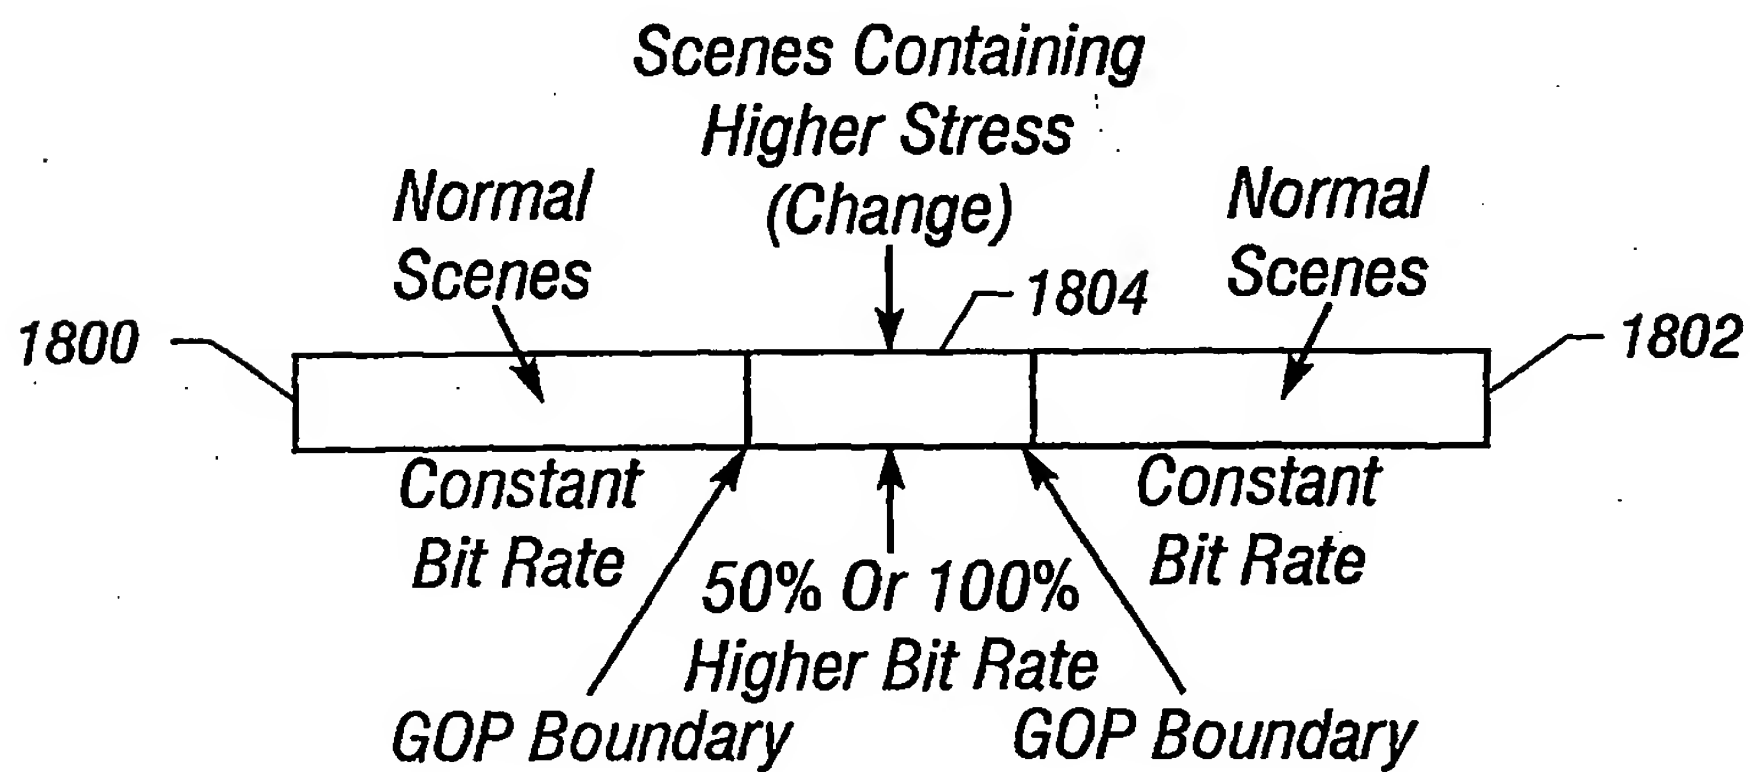 Scenes Containing
Higher Stress
(Change)
Normal
Scenes
Normal
Scenes
1800
1804
1802
Constant
Bit Rate
Constant
Bit Rate
50% Or 100%
Higher Bit Rate
GOP Boundary
GOP Boundary